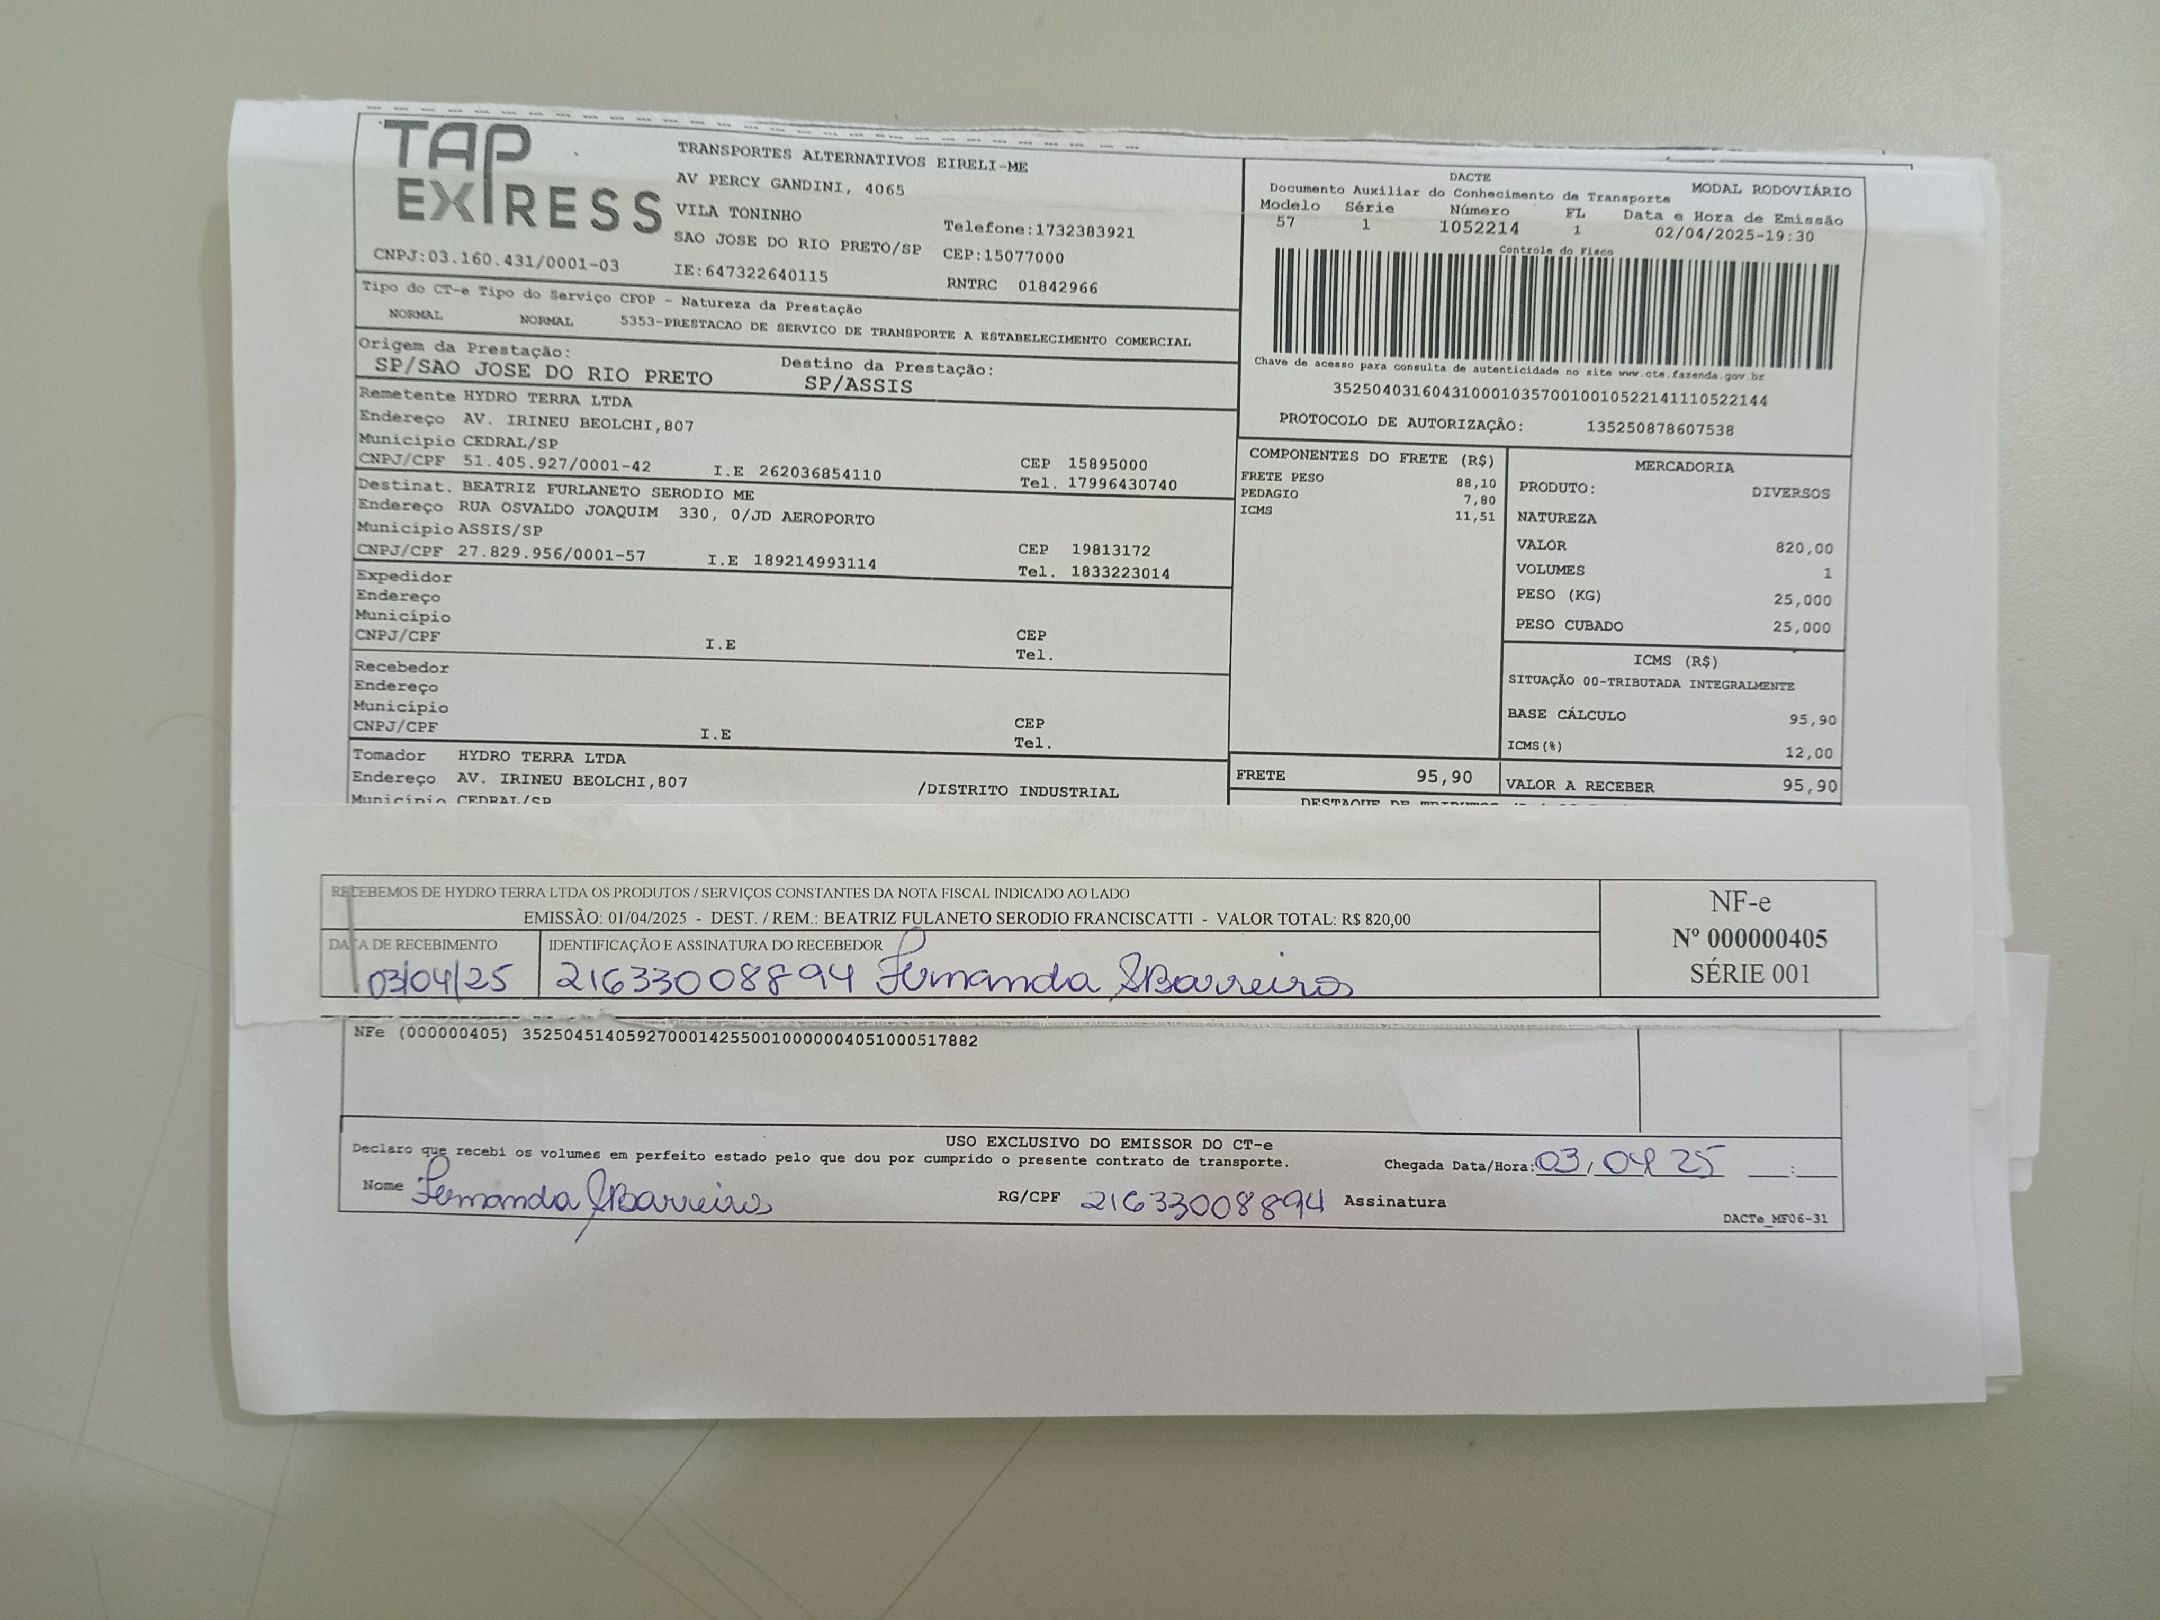 TAP
EXPRESS
TRANSPORTES ALTERNATIVOS EIRELI-ME
AV PERCY GANDINI, 4065
VILA TONINHO
SAO JOSE DO RIO PRETO/SP
Telefone:1732383921
CEP:15077000
CNPJ:03.160.431/0001-03
IE:647322640115
RNTRC 01842966
DACTE
MODAL RODOVIÁRIO
Documento Auxiliar do Conhecimento de Transporte
Modelo Série Número FL Data e Hora de Emissão
57 1 1052214 1 02/04/2025-19:30
Controle do Fisco
Chave de acesso para consulta de autenticidade no site www.cte.fazenda.gov.br
35250403160431000103570010010522141110522144
PROTOCOLO DE AUTORIZAÇÃO: 135250878607538
Tipo do CT-e Tipo do Serviço CFOP - Natureza da Prestação
NORMAL NORMAL 5353-PRESTACAO DE SERVICO DE TRANSPORTE A ESTABELECIMENTO COMERCIAL
Origem da Prestação: Destino da Prestação:
SP/SAO JOSE DO RIO PRETO SP/ASSIS
Remetente HYDRO TERRA LTDA
Endereço AV. IRINEU BEOLCHI,807
Município CEDRAL/SP
CNPJ/CPF 51.405.927/0001-42 I.E 262036854110 CEP 15895000
Tel. 17996430740
Destinat. BEATRIZ FURLANETO SERODIO ME
Endereço RUA OSVALDO JOAQUIM 330, 0/JD AEROPORTO
Município ASSIS/SP
CNPJ/CPF 27.829.956/0001-57 I.E 189214993114 CEP 19813172
Tel. 1833223014
Expedidor
Endereço
Município
CNPJ/CPF I.E CEP
Tel.
Recebedor
Endereço
Município
CNPJ/CPF I.E CEP
Tel.
Tomador HYDRO TERRA LTDA
Endereço AV. IRINEU BEOLCHI,807 /DISTRITO INDUSTRIAL
Município CEDRAL/SP
COMPONENTES DO FRETE (R$)
FRETE PESO 88,10
PEDAGIO 7,80
ICMS 11,51
MERCADORIA
PRODUTO: DIVERSOS
NATUREZA
VALOR 820,00
VOLUMES 1
PESO (KG) 25,000
PESO CUBADO 25,000
ICMS (R$)
SITUAÇÃO 00-TRIBUTADA INTEGRALMENTE
BASE CÁLCULO 95,90
ICMS(%) 12,00
FRETE 95,90 VALOR A RECEBER 95,90
DESTAQUE DE
RECEBEMOS DE HYDRO TERRA LTDA OS PRODUTOS / SERVIÇOS CONSTANTES DA NOTA FISCAL INDICADO AO LADO
EMISSÃO: 01/04/2025 - DEST. / REM.: BEATRIZ FULANETO SERODIO FRANCISCATTI - VALOR TOTAL: R$ 820,00
DATA DE RECEBIMENTO IDENTIFICAÇÃO E ASSINATURA DO RECEBEDOR
03/04/25 21633008894 Fernanda SBarreiros
NF-e
Nº 000000405
SÉRIE 001
NFe (000000405) 35250451405927000142550010000004051000517882
USO EXCLUSIVO DO EMISSOR DO CT-e
Declaro que recebi os volumes em perfeito estado pelo que dou por cumprido o presente contrato de transporte.
Chegada Data/Hora: 03/04 25 __:__
Nome Fernanda SBarreiros RG/CPF 21633008894 Assinatura
DACTe_MF06-31